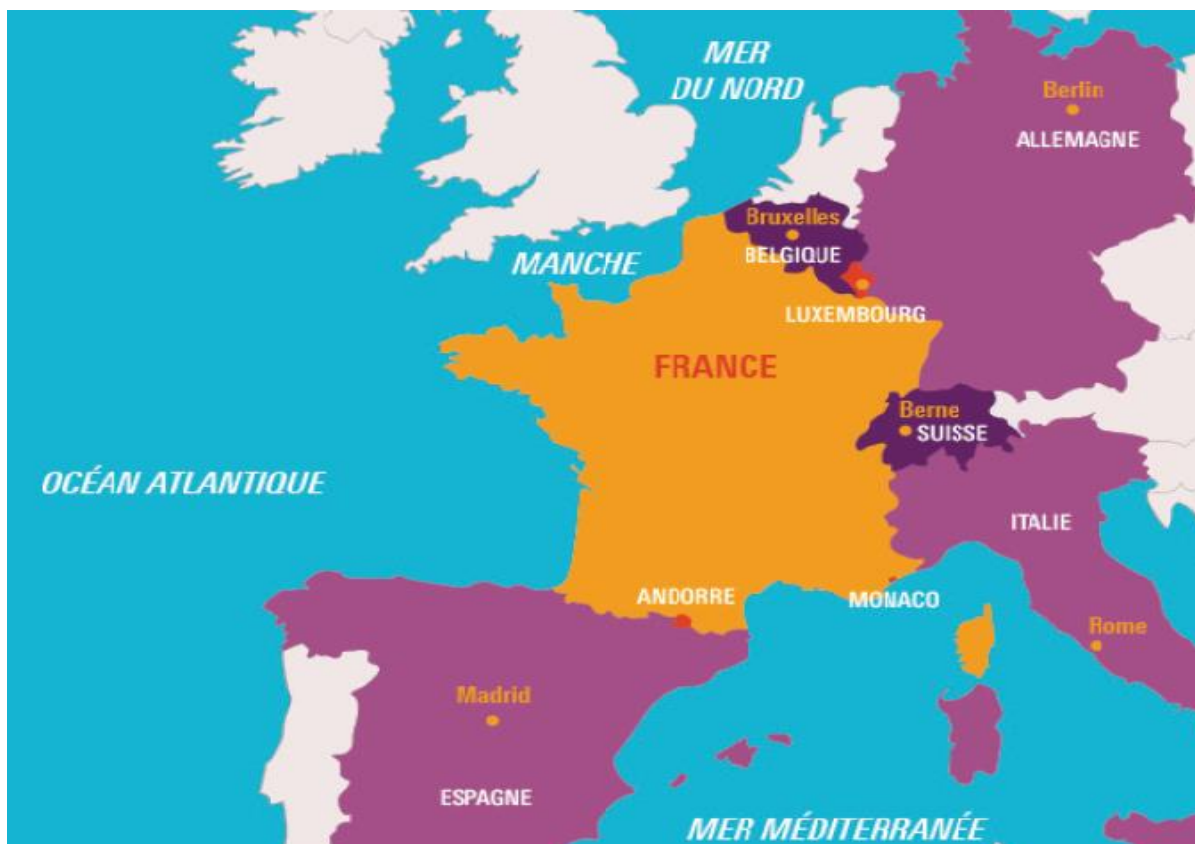 MER
DU NORD
Berlin
ALLEMAGNE
Bruxelles
BELGIQUE
MANCHE
LUXEMBOURG
FRANCE
Berne
SUISSE
OCÉAN ATLANTIQUE
ITALIE
ANDORRE
MONACO
Rome
Madrid
ESPAGNE
MER MÉDITERRANÉE